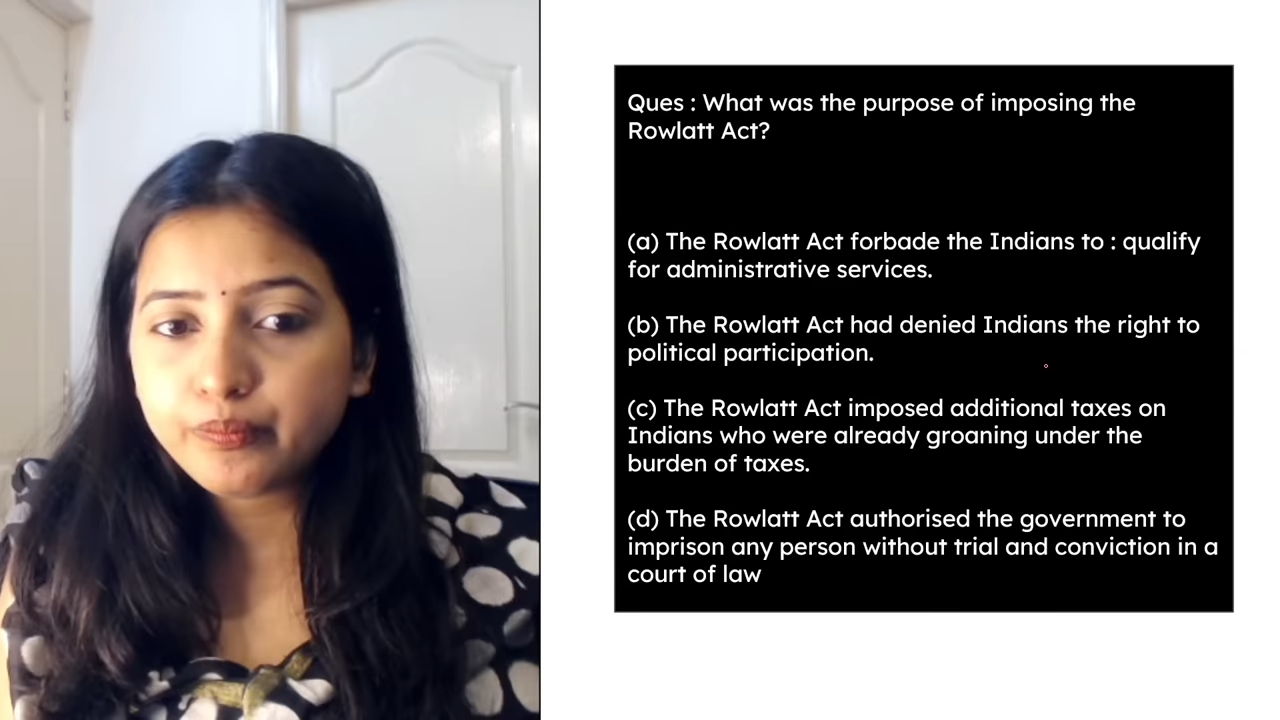 Ques : What was the purpose of imposing the
Rowlatt Act?
(a) The Rowlatt Act forbade the Indians to : qualify
for administrative services.
(b) The Rowlatt Act had denied Indians the right to
political participation.
(c) The Rowlatt Act imposed additional taxes on
Indians who were already groaning under the
burden of taxes.
(d) The Rowlatt Act authorised the government to
imprison any person without trial and conviction in a
court of law